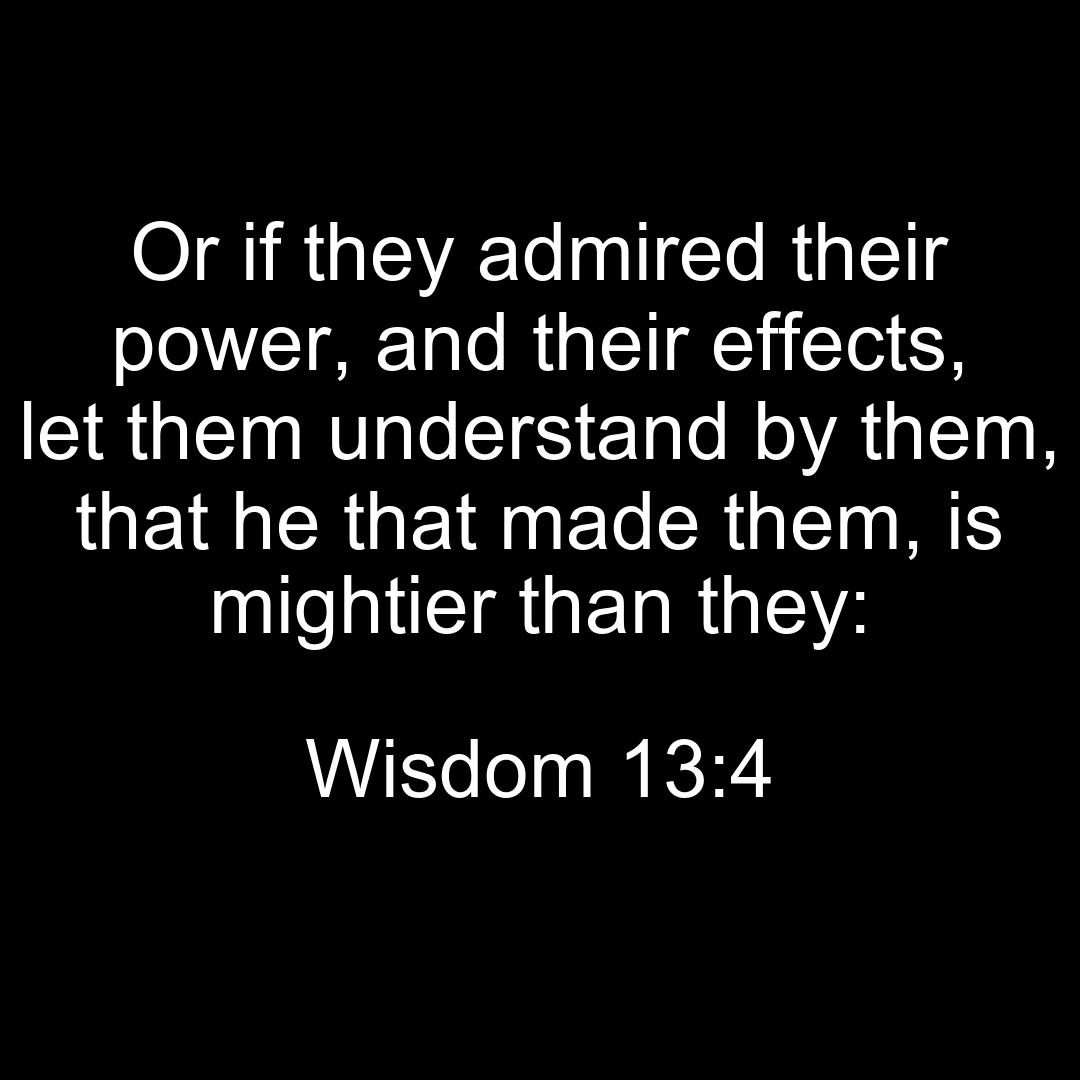 Or if they admired their
power, and their effects,
let them understand by them,
that he that made them, is
mightier than they:
Wisdom 13:4